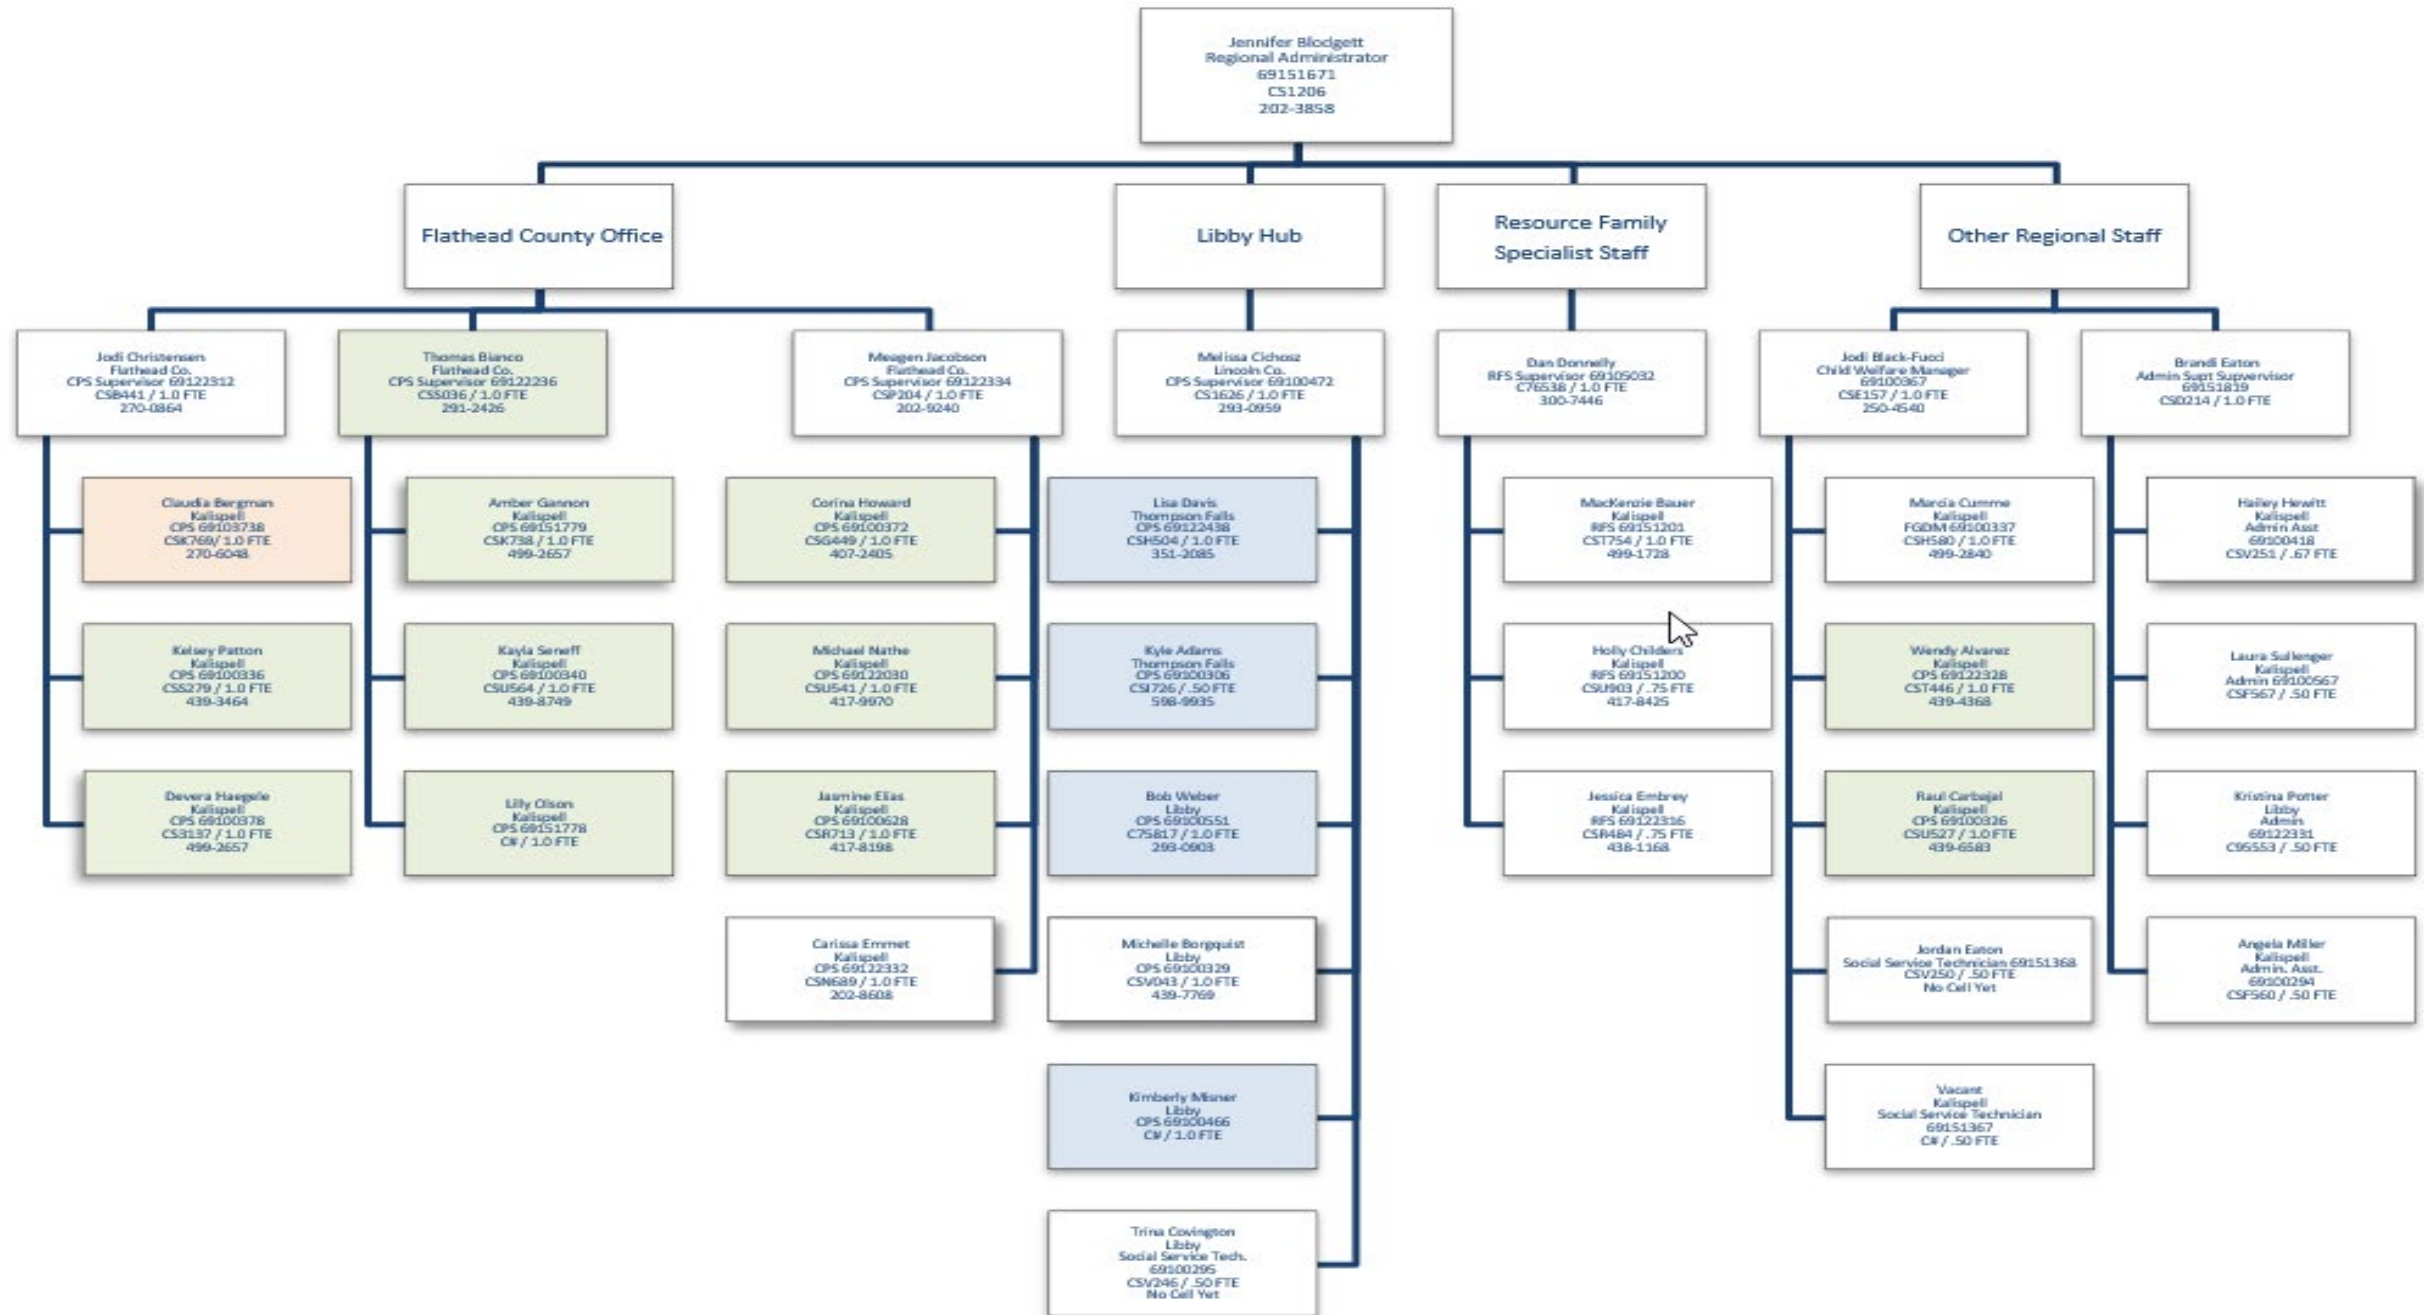 Jennifer Blodgett
Regional Administrator
69151671
CS1206
202-3858
Flathead County Office
Libby Hub
Resource Family
Specialist Staff
Other Regional Staff
Jodi Christensen
Flathead Co.
CPS Supervisor 69122312
CSB441 / 1.0 FTE
270-0864
Thomas Bianco
Flathead Co.
CPS Supervisor 69122236
CS5036 / 1.0 FTE
291-2426
Meagen Jacobson
Flathead Co.
CPS Supervisor 69122334
CSP204 / 1.0 FTE
202-9240
Melissa Cichosz
Lincoln Co.
CPS Supervisor 69100472
CS1626 / 1.0 FTE
293-0959
Dan Donnelly
RFS Supervisor 69105032
C76538 / 1.0 FTE
300-7446
Jodi Black-Fucci
Child Welfare Manager
69100367
CSE157 / 1.0 FTE
250-4540
Brandi Eaton
Admin Supt Supvervisor
69151819
CSD214 / 1.0 FTE
Claudia Bergman
Kalispell
CPS 69103738
CSK769/ 1.0 FTE
270-6048
Amber Gannon
Kalispell
CPS 69151779
CSK738 / 1.0 FTE
499-2657
Corina Howard
Kalispell
CPS 69100372
CSG449 / 1.0 FTE
407-2405
Lisa Davis
Thompson Falls
CPS 69122438
CSH504 / 1.0 FTE
351-2085
MacKenzie Bauer
Kalispell
RFS 69151201
CST754 / 1.0 FTE
499-1728
Marcia Cumme
Kalispell
FGDM 69100337
CSH580 / 1.0 FTE
499-2840
Hailey Hewitt
Kalispell
Admin Asst
69100418
CSV251 / .67 FTE
Kelsey Patton
Kalispell
CPS 69100336
CSS279 / 1.0 FTE
439-3464
Kayla Seneff
Kalispell
CPS 69100340
CSU564 / 1.0 FTE
439-8749
Michael Nathe
Kalispell
CPS 69122030
CSU541 / 1.0 FTE
417-9970
Kyle Adams
Thompson Falls
CPS 69100306
CSJ726 / .50 FTE
598-9935
Holly Childers
Kalispell
RFS 69151200
CSU903 / .75 FTE
417-8425
Wendy Alvarez
Kalispell
CPS 69122328
CST446 / 1.0 FTE
439-4368
Laura Sullenger
Kalispell
Admin 69100567
CSF567 / .50 FTE
Devera Haegele
Kalispell
CPS 69100378
CS3137 / 1.0 FTE
499-2657
Lilly Olson
Kalispell
CPS 69151778
C# / 1.0 FTE
Jasmine Elias
Kalispell
CPS 69100628
CSR713 / 1.0 FTE
417-8198
Bob Weber
Libby
CPS 69100551
C75817 / 1.0 FTE
293-0903
Jessica Embrey
Kalispell
RFS 69122316
CSR484 / .75 FTE
438-1168
Raul Carbajal
Kalispell
CPS 69100326
CSU527 / 1.0 FTE
439-6583
Kristina Potter
Libby
Admin
69122331
C95553 / .50 FTE
Carissa Emmet
Kalispell
CPS 69122332
CSN689 / 1.0 FTE
202-8608
Michelle Borgquist
Libby
CPS 69100329
CSV043 / 1.0 FTE
439-7769
Jordan Eaton
Social Service Technician 69151368
CSV250 / .50 FTE
No Cell Yet
Angela Miller
Kalispell
Admin. Asst.
69100294
CSF560 / .50 FTE
Kimberly Misner
Libby
CPS 69100466
C# / 1.0 FTE
Vacant
Kalispell
Social Service Technician
69151367
C# / .50 FTE
Trina Covington
Libby
Social Service Tech.
69100295
CSV246 / .50 FTE
No Cell Yet